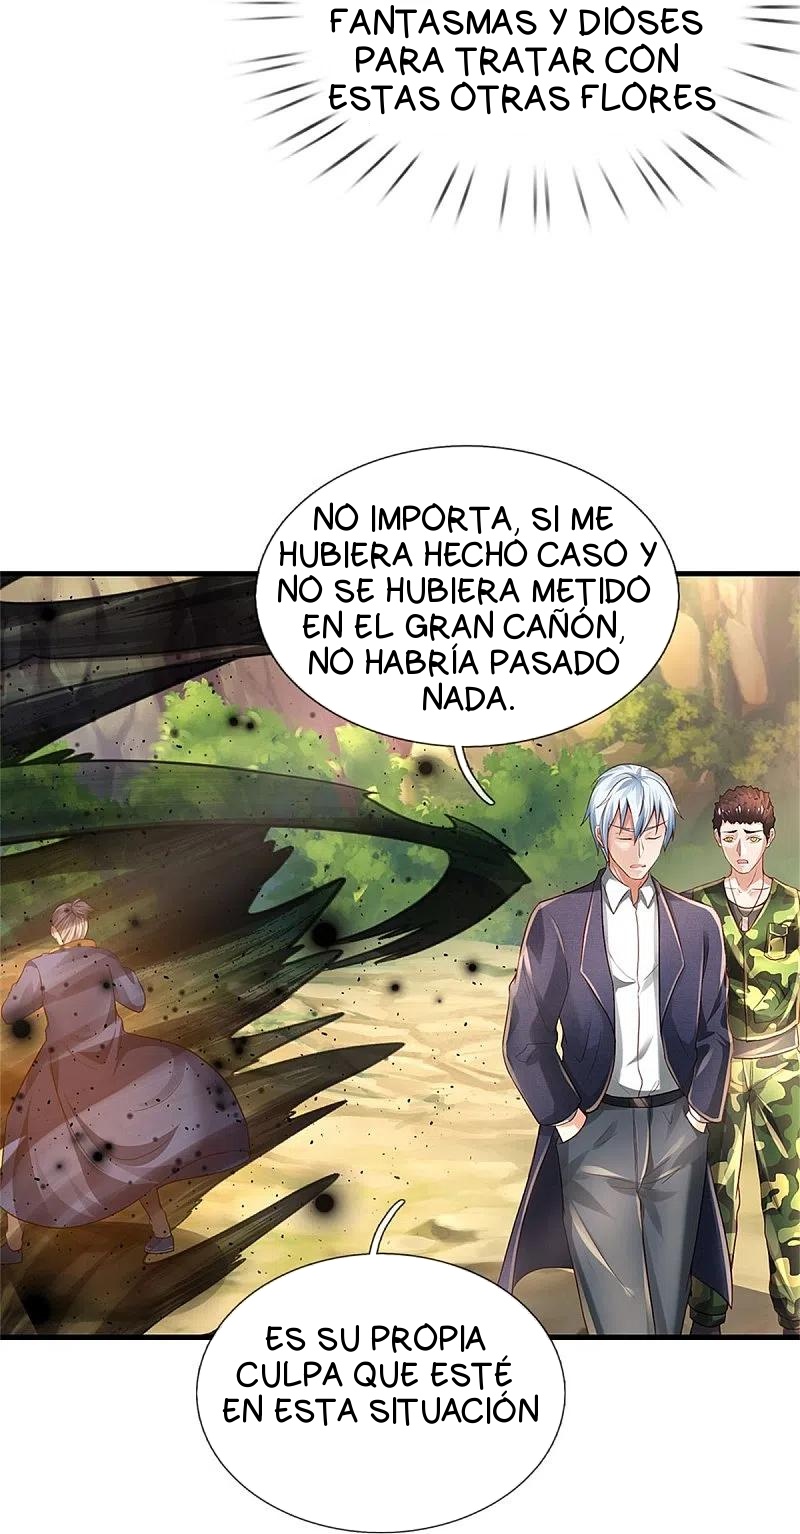 FANTASMAS Y DIOSES
PARA TRATAR CON
ESTAS OTRAS FLORES
NO IMPORTA, SI ME
HUBIERA HECHO CASO Y
NO SE HUBIERA METIDO
EN EL GRAN CAÑÓN,
NO HABRÍA PASADO
NADA.
ES SU PROPIA
CULPA QUE ESTÉ
EN ESTA SITUACIÓN